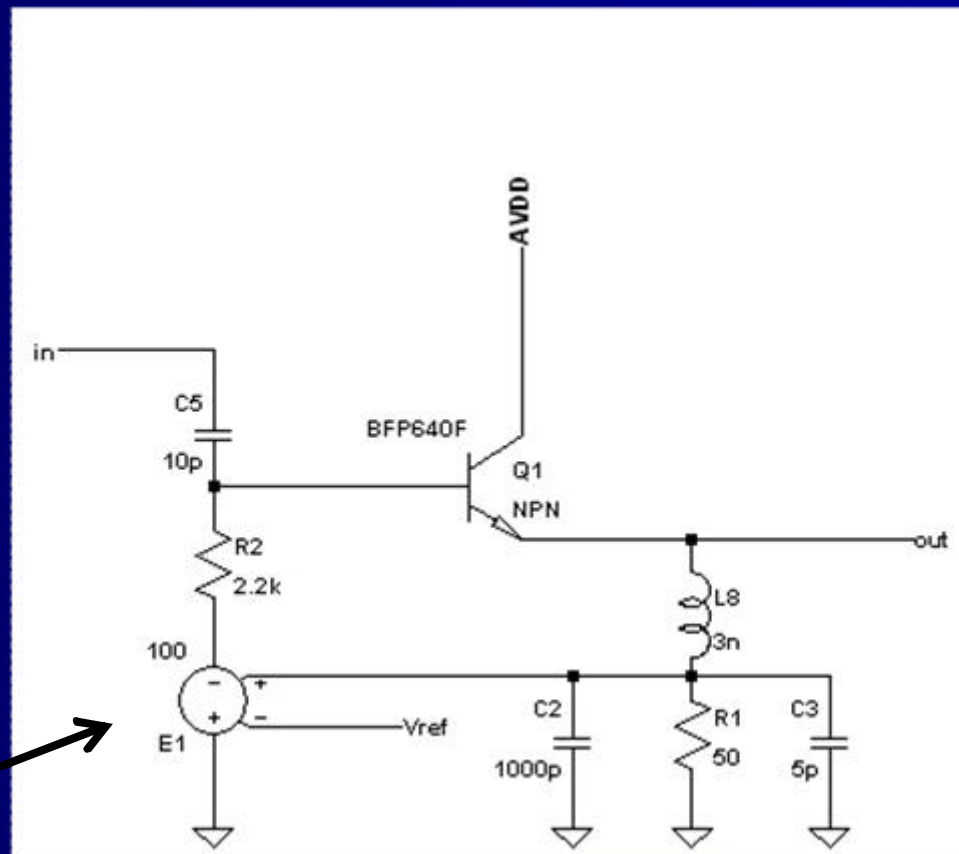 AVDD
in
C5
10p
BFP640F
Q1
NPN
out
R2
2.2k
L8
3n
100
- +
+ -
E1
Vref
C2
1000p
R1
50
C3
5p